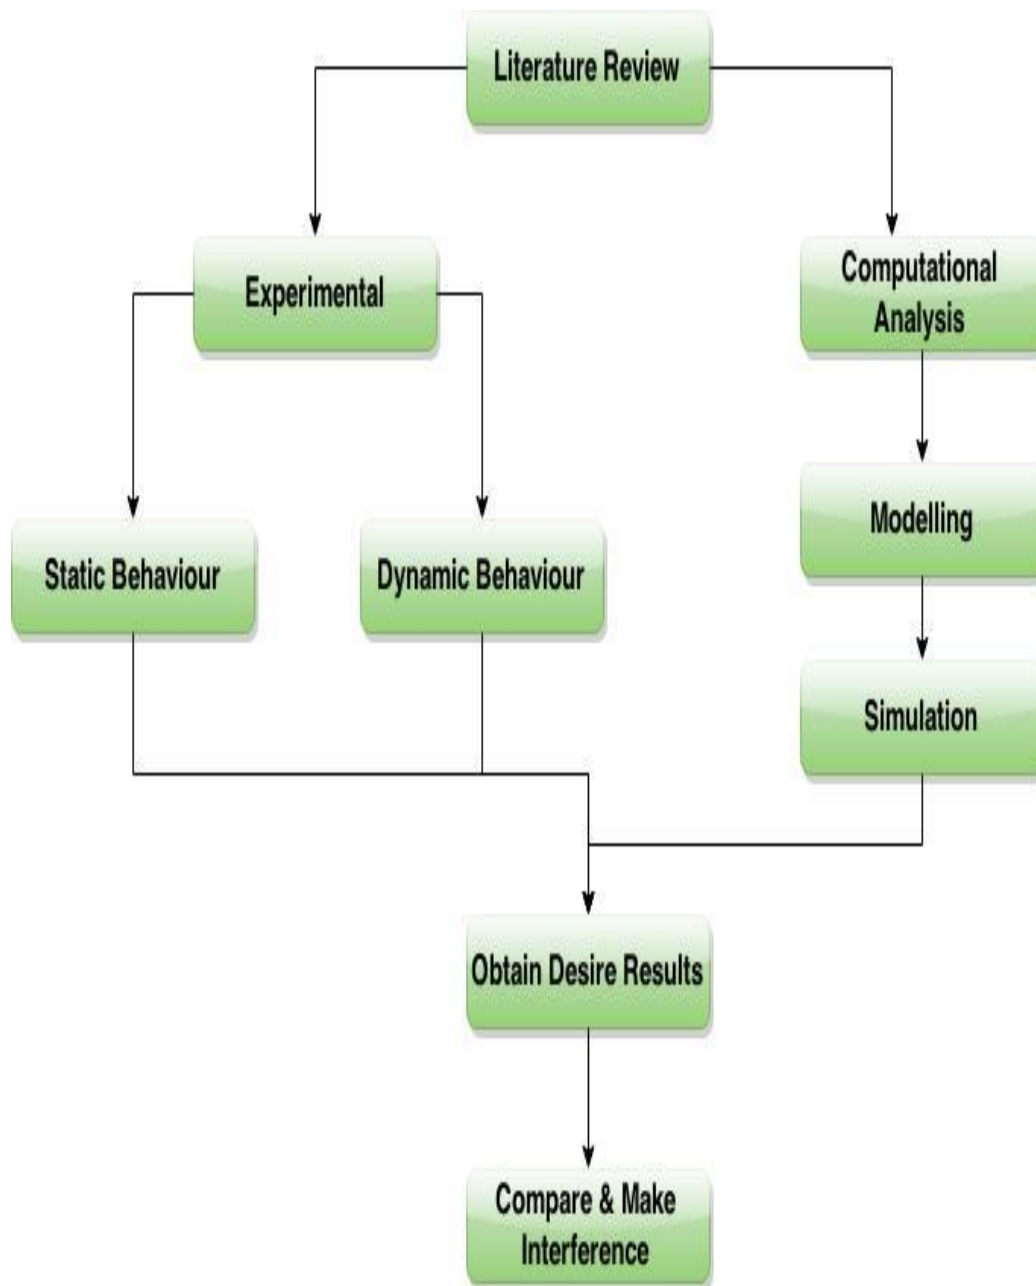 Literature Review
Experimental
Computational
Analysis
Modelling
Static Behaviour
Dynamic Behaviour
Simulation
Obtain Desire Results
Compare & Make
Interference